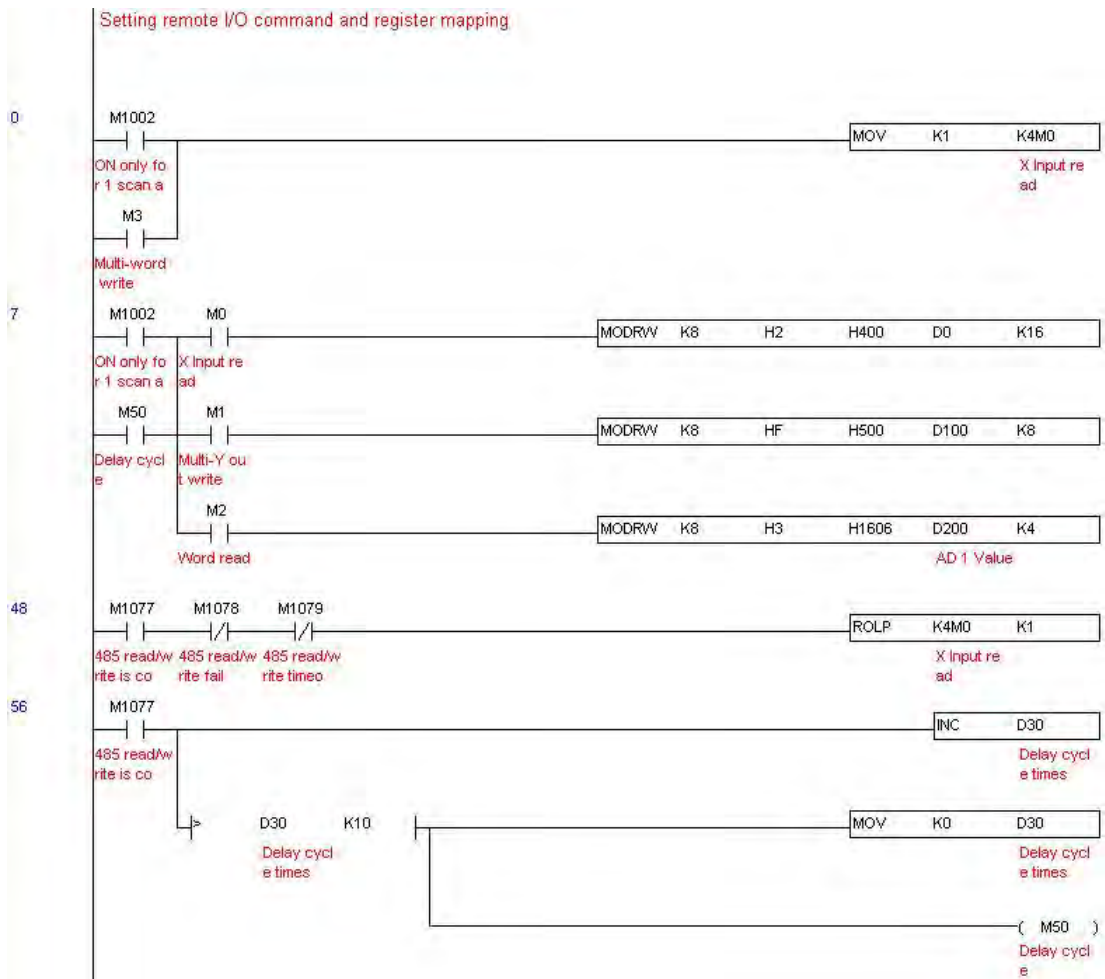 Setting remote I/O command and register mapping
0
M1002
MOV K1 K4M0
ON only fo
r 1 scan a
X Input re
ad
M3
Multi-word
write
7
M1002 M0
MODRW K8 H2 H400 D0 K16
ON only fo X Input re
r 1 scan a ad
M50 M1
MODRW K8 HF H500 D100 K8
Delay cycl Multi-Y ou
e t write
M2
MODRW K8 H3 H1606 D200 K4
Word read AD 1 Value
48
M1077 M1078 M1079
ROLP K4M0 K1
485 read/w 485 read/w 485 read/w X Input re
rite is co rite fail rite timeo ad
56
M1077
INC D30
485 read/w Delay cycl
rite is co e times
> D30 K10 MOV K0 D30
Delay cycl Delay cycl
e times e times
( M50 )
Delay cycl
e